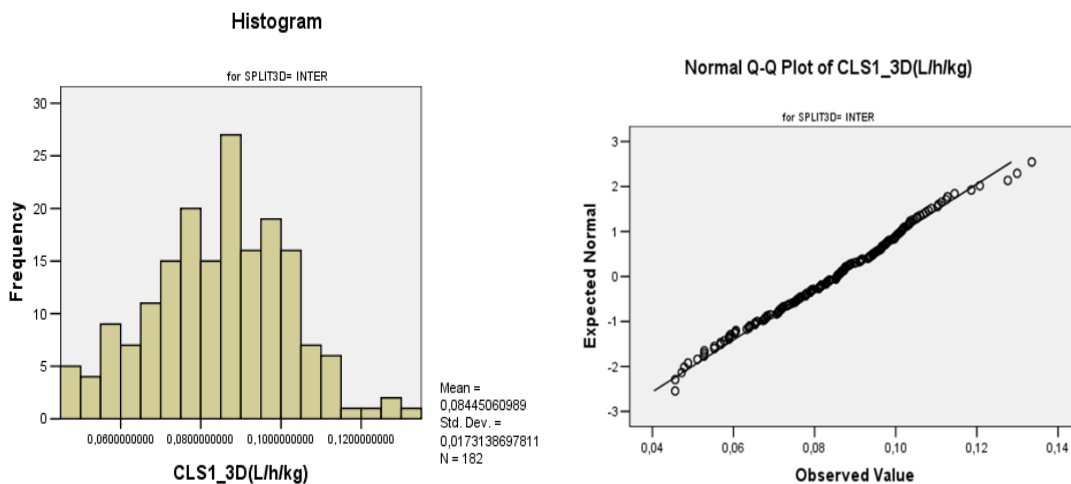 Histogram
for SPLIT3D= INTER
30
25
20
15
10
5
0
Frequency
0,0600000000 0,0800000000 0,1000000000 0,1200000000
CLS1_3D(L/h/kg)
Mean =
0,08445060989
Std. Dev. =
0,0173138697811
N = 182
Normal Q-Q Plot of CLS1_3D(L/h/kg)
for SPLIT3D= INTER
3
2
1
0
-1
-2
-3
Expected Normal
0,04 0,06 0,08 0,10 0,12 0,14
Observed Value